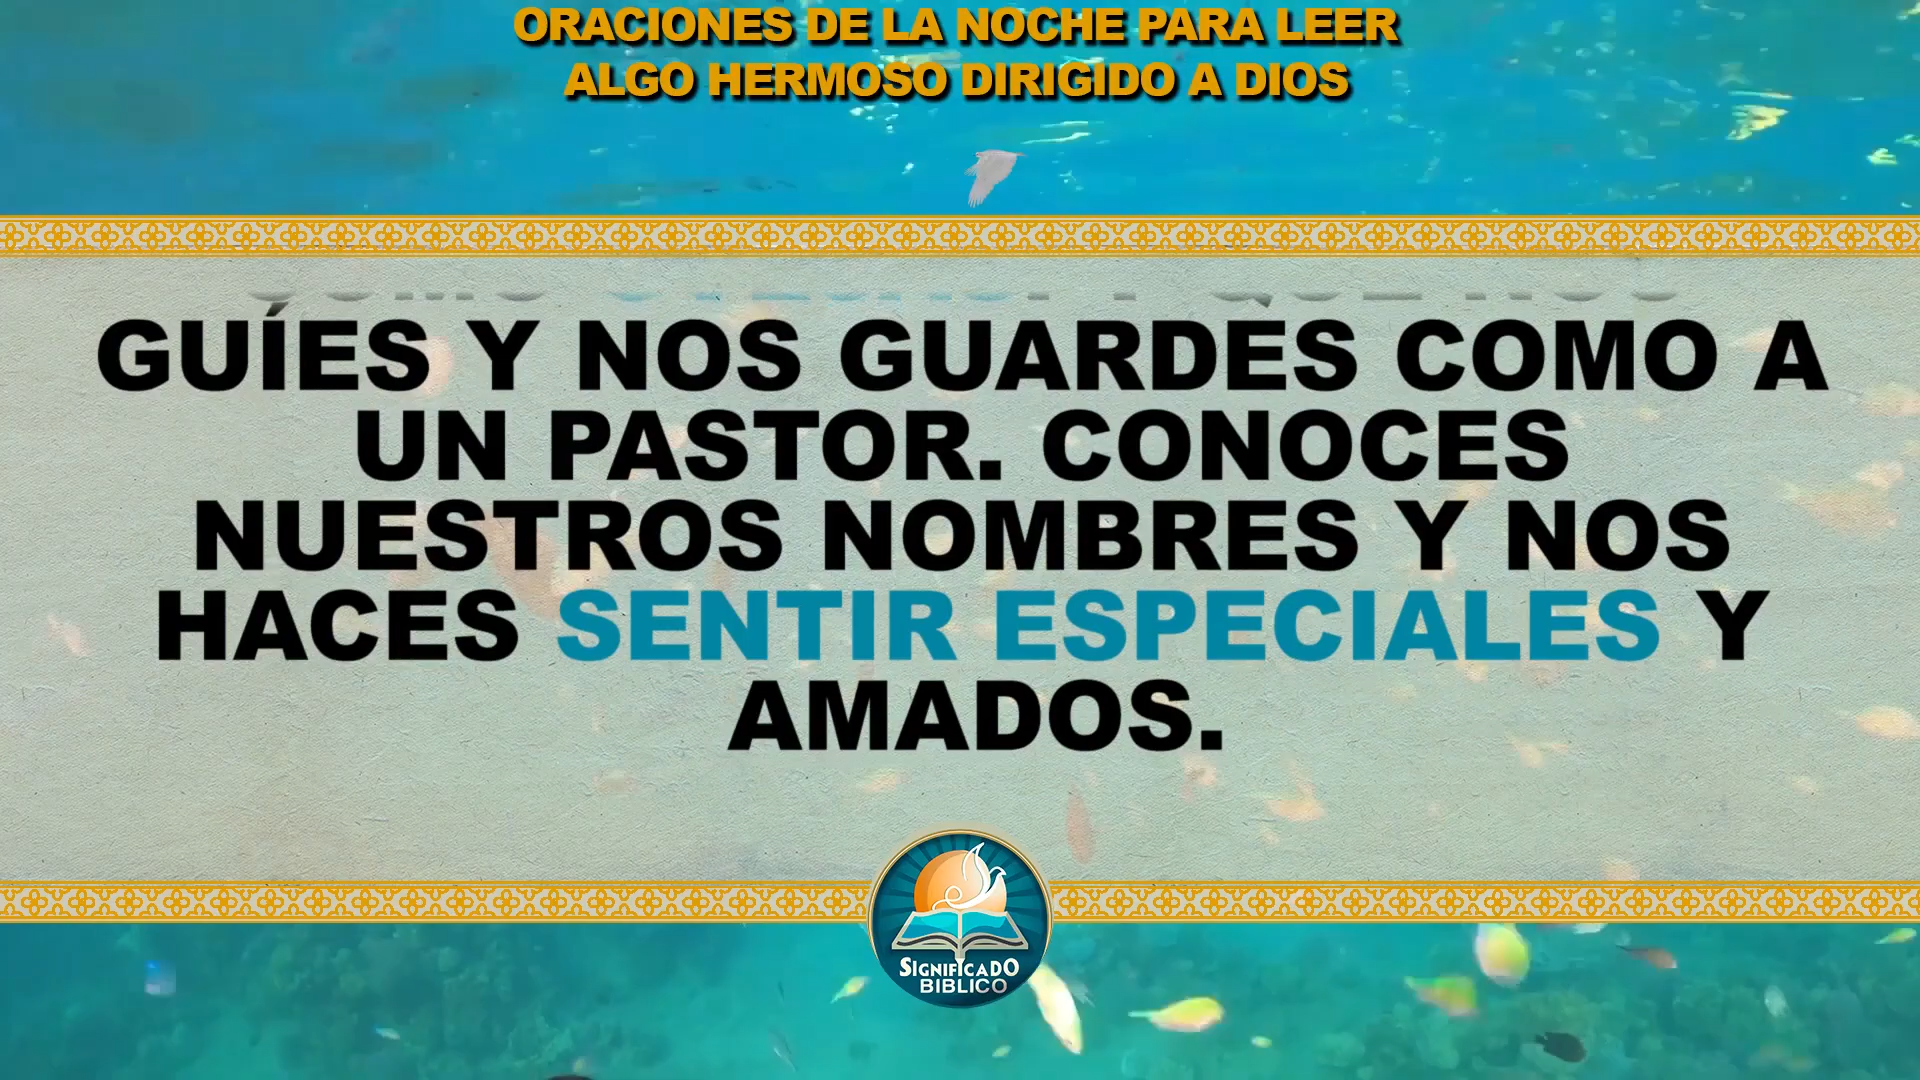 ORACIONES DE LA NOCHE PARA LEER
ALGO HERMOSO DIRIGIDO A DIOS
GUÍES Y NOS GUARDES COMO A
UN PASTOR. CONOCES
NUESTROS NOMBRES Y NOS
HACES SENTIR ESPECIALES Y
AMADOS.
SIGNIFICADO
BIBLICO